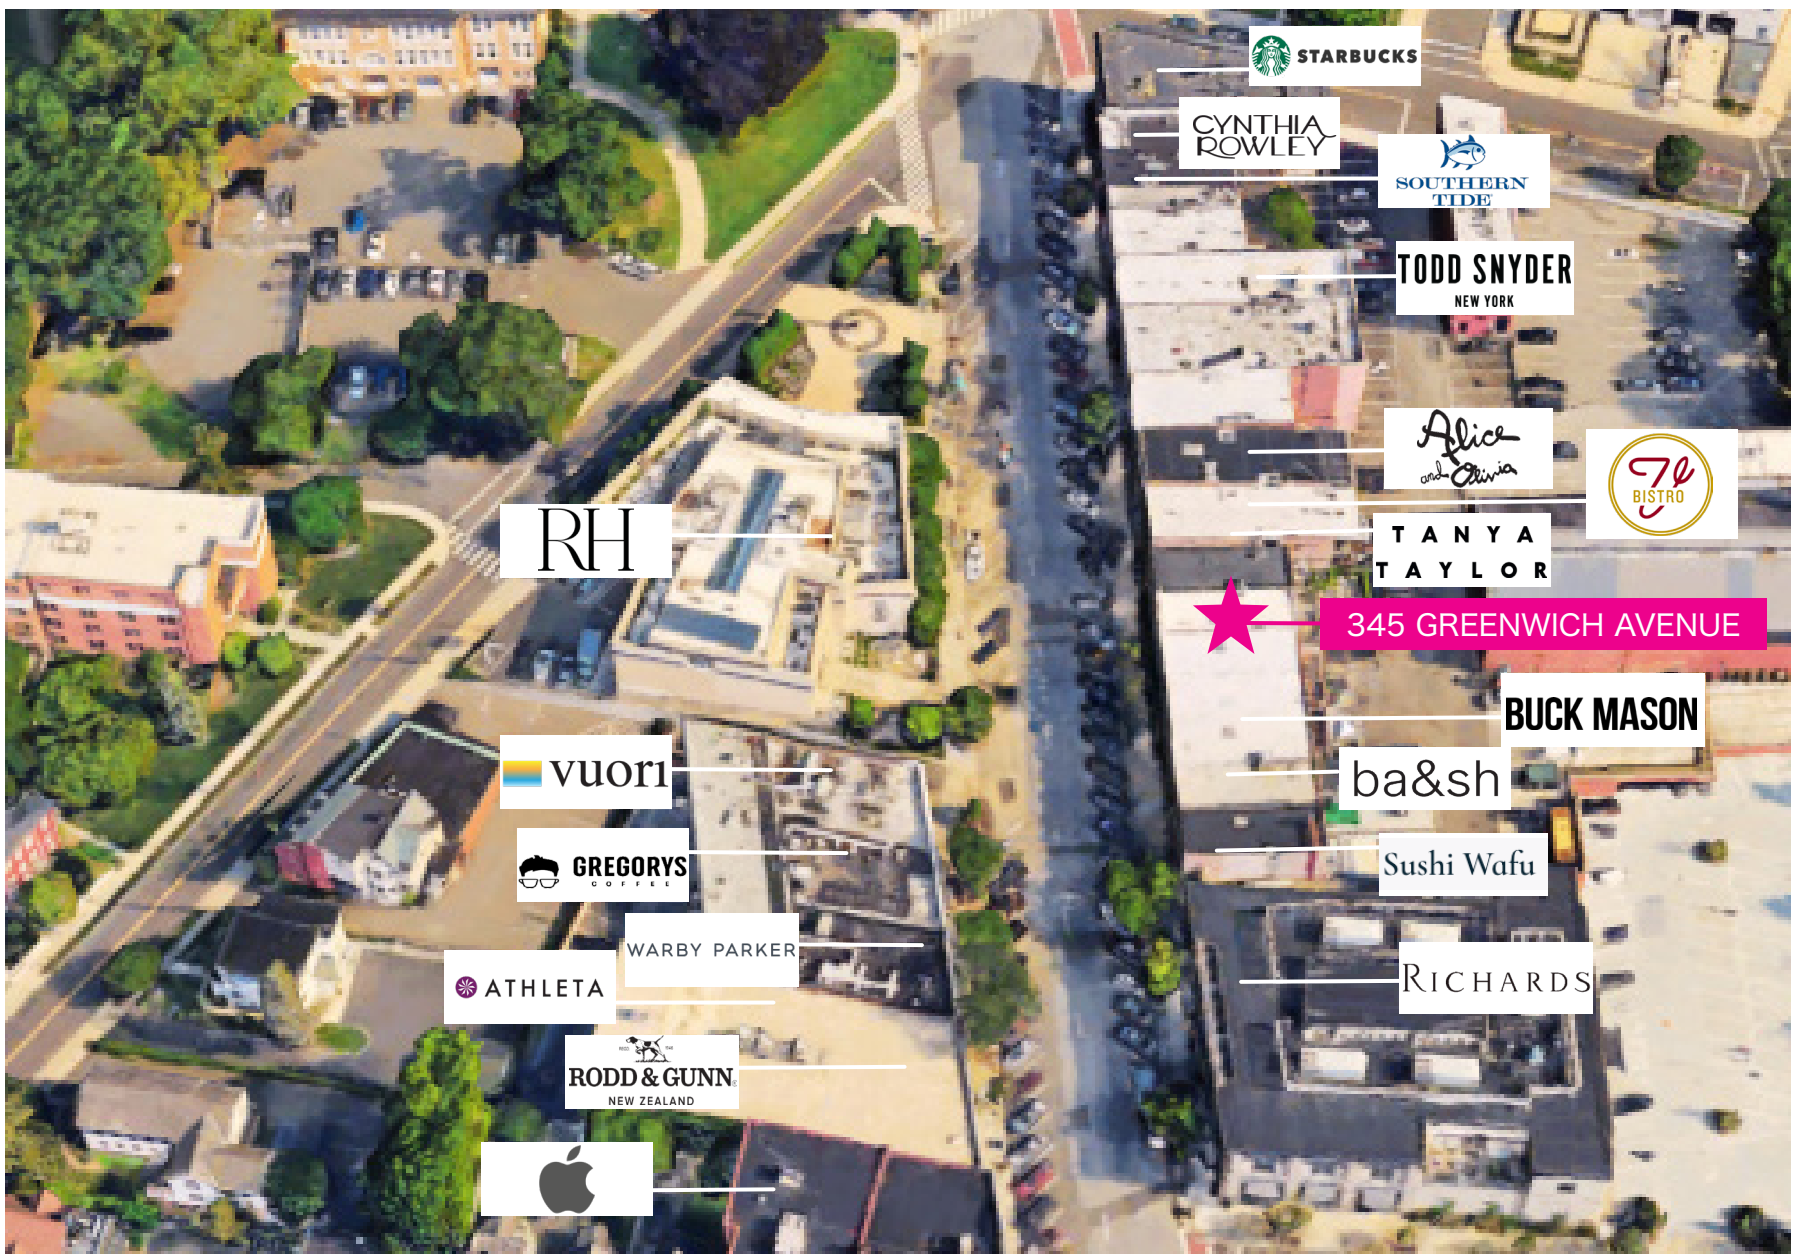 STARBUCKS
CYNTHIA
ROWLEY
SOUTHERN
TIDE
TODD SNYDER
NEW YORK
Alice
and Olivia
BISTRO
TANYA
TAYLOR
RH
345 GREENWICH AVENUE
BUCK MASON
vuori
ba&sh
GREGORYS
COFFEE
Sushi Wafu
WARBY PARKER
ATHLETA
RICHARDS
RODD & GUNN
NEW ZEALAND